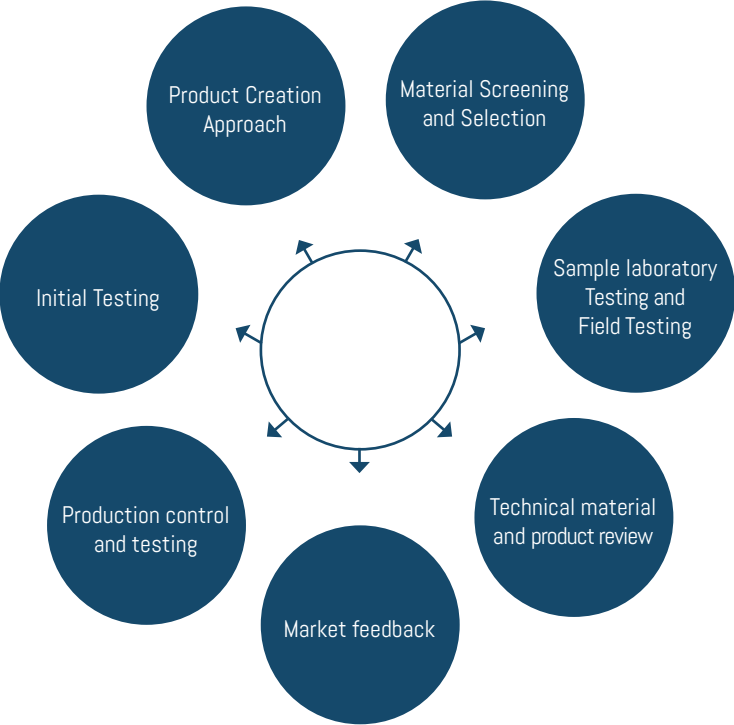 Product Creation
Approach
Material Screening
and Selection
Sample laboratory
Testing and
Field Testing
Technical material
and product review
Market feedback
Production control
and testing
Initial Testing